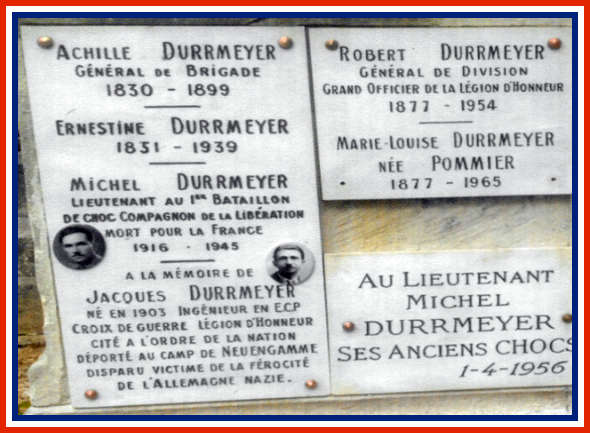 ACHILLE DURRMEYER
GÉNÉRAL DE BRIGADE
1830 - 1899
ERNESTINE DURRMEYER
1831 - 1939
MICHEL DURRMEYER
LIEUTENANT AU 1ER BATAILLON
DE CHOC COMPAGNON DE LA LIBÉRATION
MORT POUR LA FRANCE
1916 - 1945
A LA MÉMOIRE DE
JACQUES DURRMEYER
NÉ EN 1903 INGÉNIEUR EN E.C.P
CROIX DE GUERRE LÉGION D'HONNEUR
CITÉ A L'ORDRE DE LA NATION
DÉPORTÉ AU CAMP DE NEUENGAMME
DISPARU VICTIME DE LA FÉROCITÉ
DE L'ALLEMAGNE NAZIE.
ROBERT DURRMEYER
GÉNÉRAL DE DIVISION
GRAND OFFICIER DE LA LÉGION D'HONNEUR
1877 - 1954
MARIE-LOUISE DURRMEYER
NÉE POMMIER
1877 - 1965
AU LIEUTENANT
MICHEL
DURRMEYER
SES ANCIENS CHOCS
1-4-1956